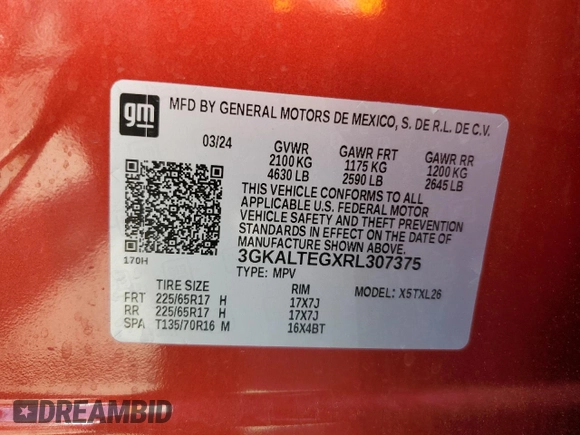 gm
MFD BY GENERAL MOTORS DE MEXICO, S. DE R.L. DE C.V.
03/24 GVWR GAWR FRT GAWR RR
2100 KG 1175 KG 1200 KG
4630 LB 2590 LB 2645 LB
THIS VEHICLE CONFORMS TO ALL
APPLICABLE U.S. FEDERAL MOTOR
VEHICLE SAFETY AND THEFT PREVENTION
STANDARDS IN EFFECT ON THE DATE OF
MANUFACTURE SHOWN ABOVE.
170H
3GKALTEGXRL307375
TYPE: MPV
TIRE SIZE RIM MODEL: X5TXL26
FRT 225/65R17 H 17X7J
RR 225/65R17 H 17X7J
SPA T135/70R16 M 16X4BT
DREAMBID